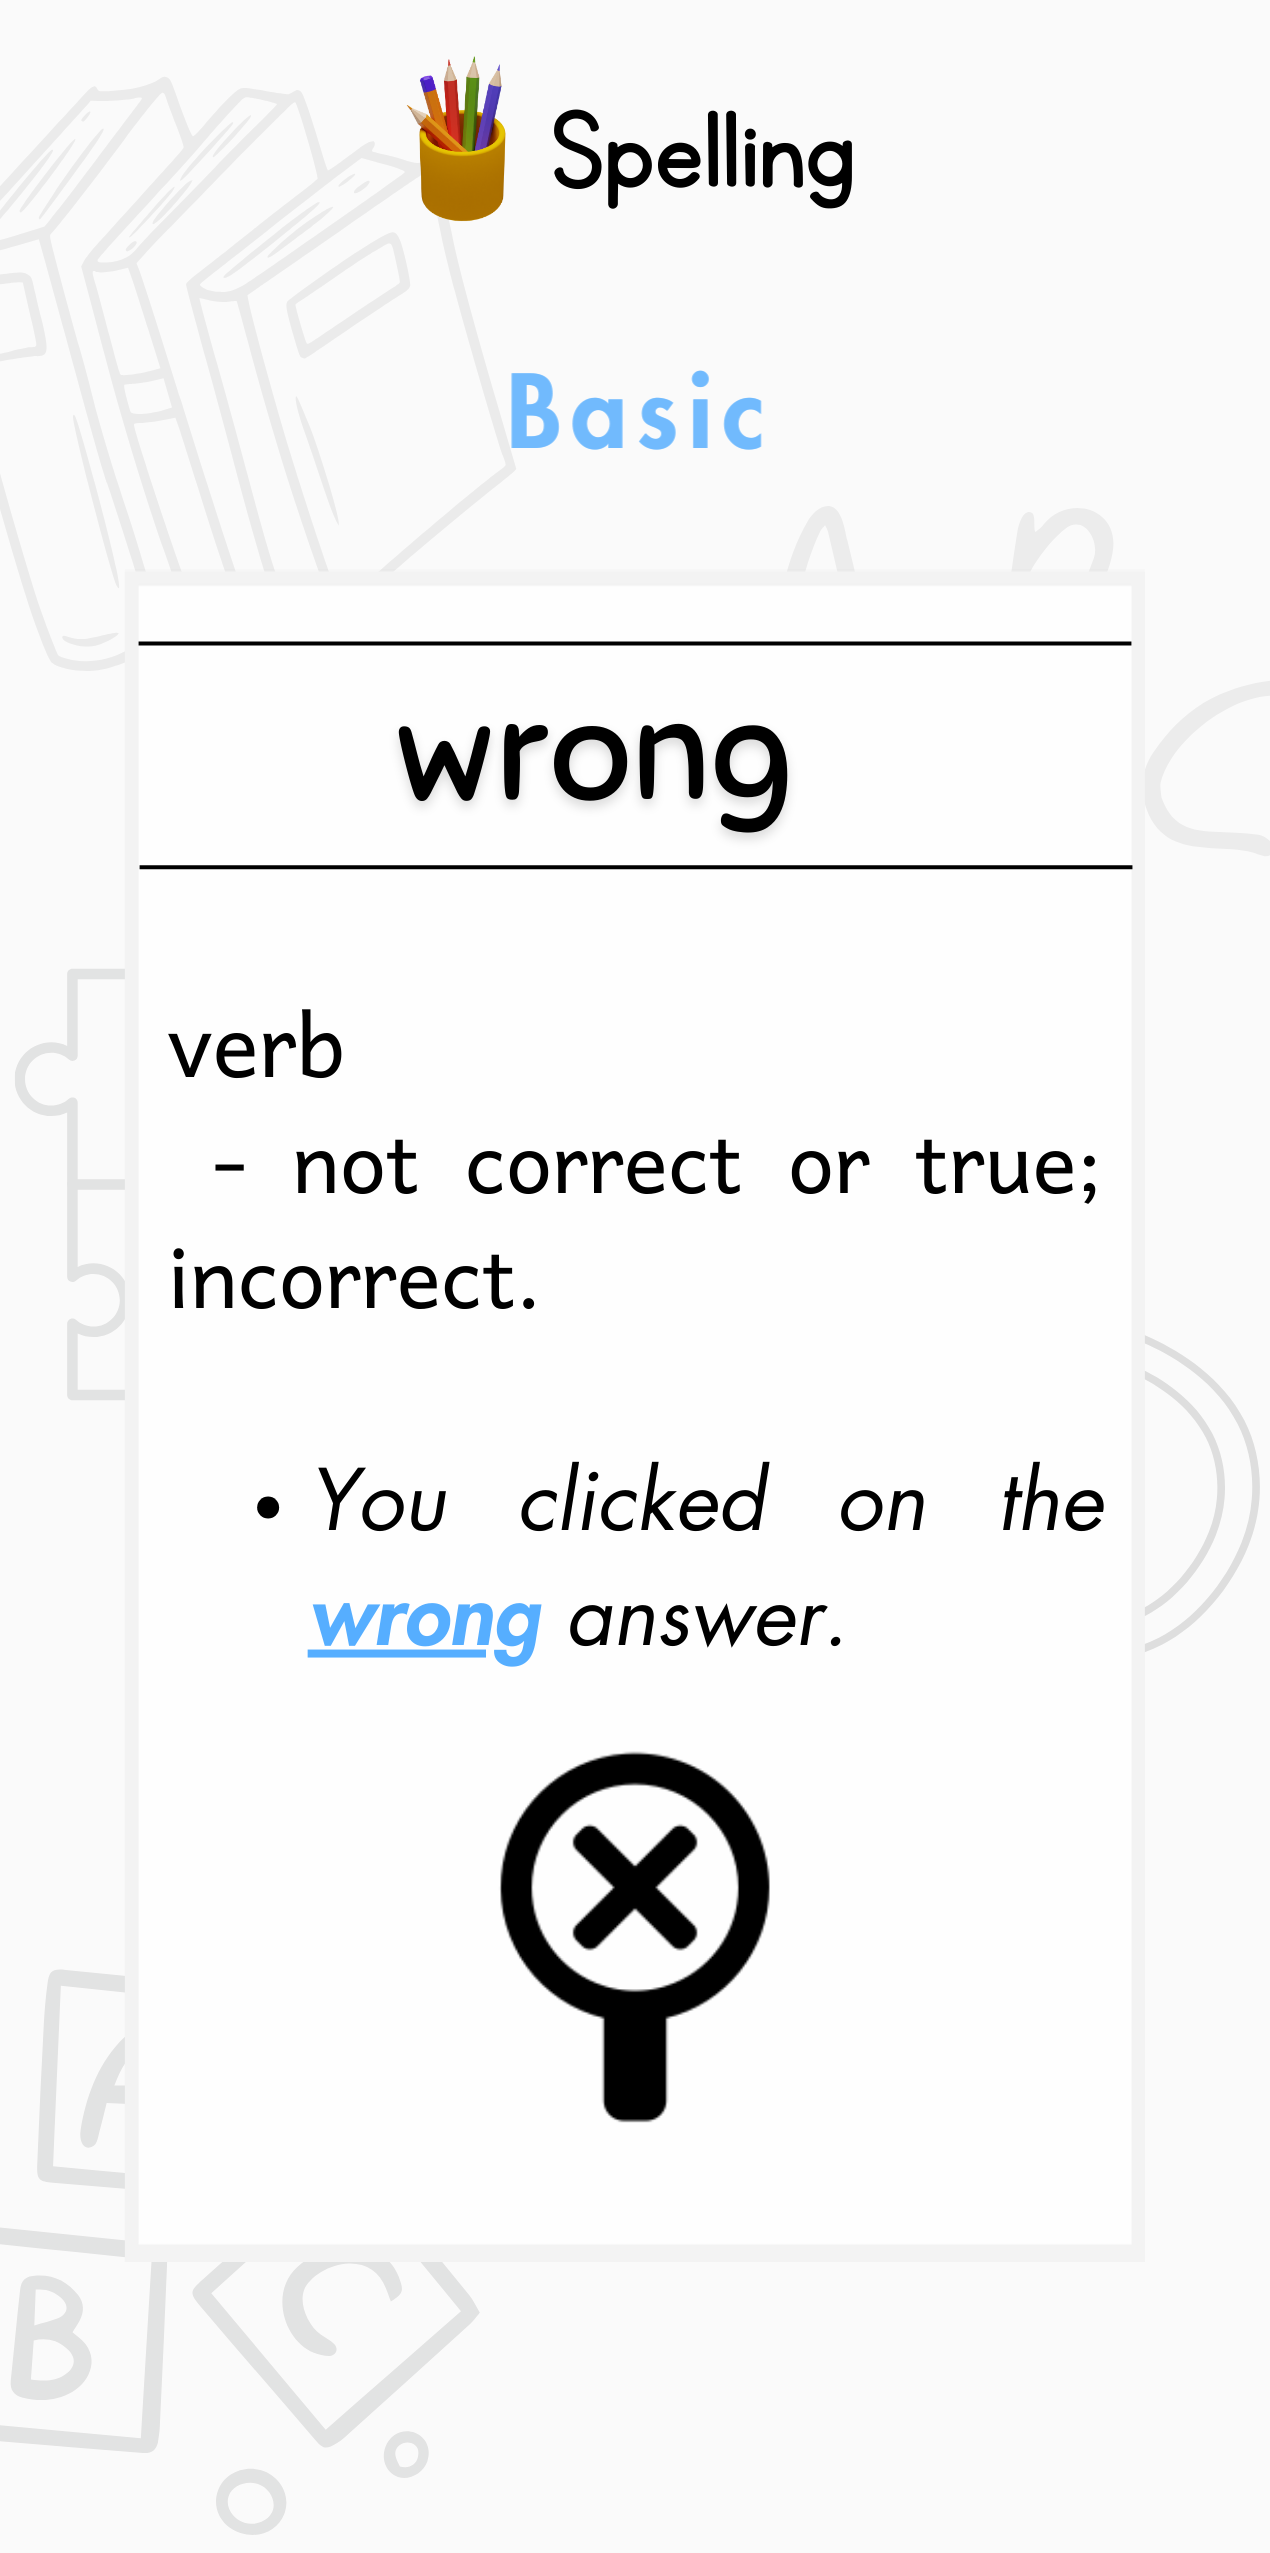 Spelling
Basic
wrong
verb
- not correct or true;
incorrect.
• You clicked on the
wrong answer.
A
B
C